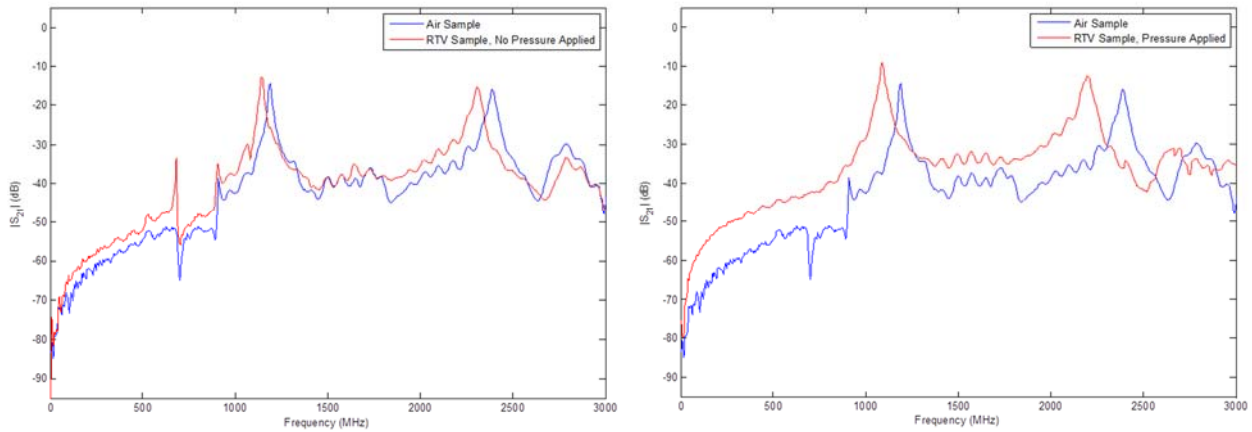 Air Sample
RTV Sample, No Pressure Applied
-10
-20
-30
-40
-50
-60
-70
-80
-90
0
|S21| (dB)
0 500 1000 1500 2000 2500 3000
Frequency (MHz)
Air Sample
RTV Sample, Pressure Applied
0
-10
-20
-30
-40
-50
-60
-70
-80
-90
|S21| (dB)
0 500 1000 1500 2000 2500 3000
Frequency (MHz)